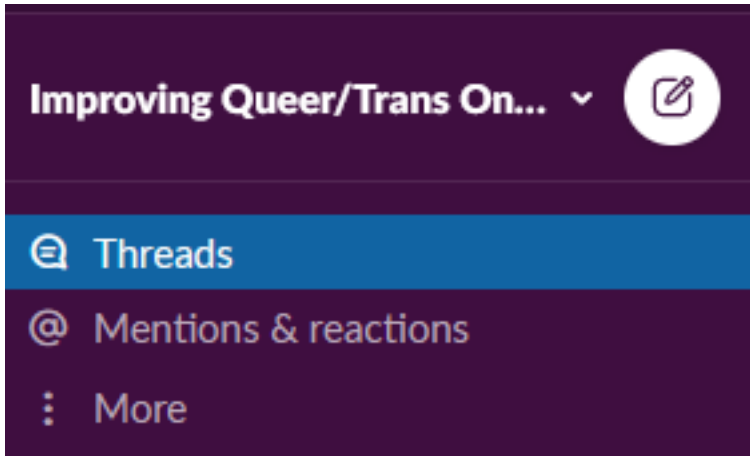 Improving Queer/Trans On...
Threads
@ Mentions & reactions
More